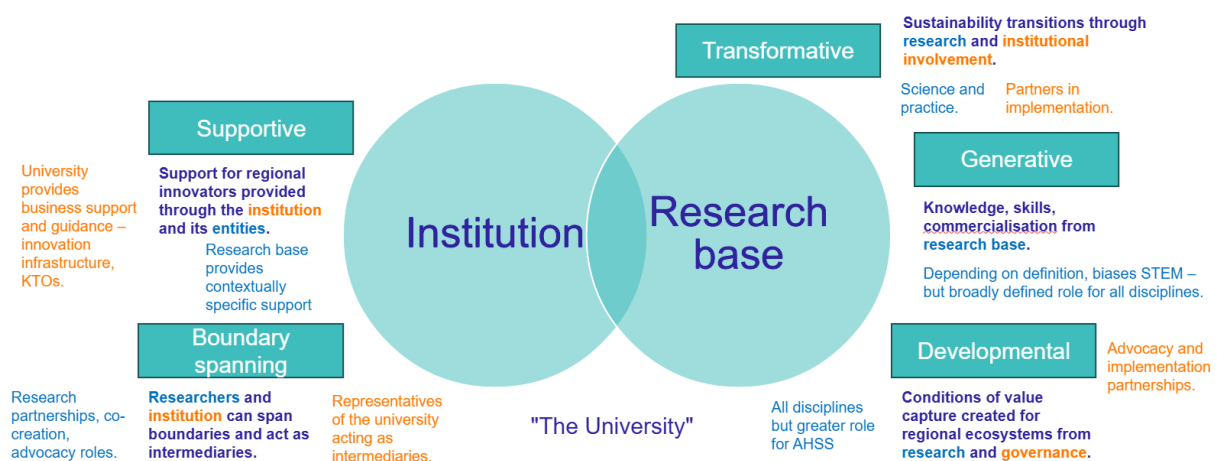 Transformative
Sustainability transitions through
research and institutional
involvement.
Science and
practice.
Partners in
implementation.
Supportive
University
provides
business support
and guidance –
innovation
infrastructure,
KTOs.
Support for regional
innovators provided
through the institution
and its entities.
Research base
provides
contextually
specific support
Institution
Research
base
Generative
Knowledge, skills,
commercialisation from
research base.
Depending on definition, biases STEM –
but broadly defined role for all disciplines.
Boundary
spanning
Research
partnerships, co-
creation,
advocacy roles.
Researchers and
institution can span
boundaries and act as
intermediaries.
Representatives
of the university
acting as
intermediaries.
"The University"
Developmental
Advocacy and
implementation
partnerships.
All disciplines
but greater role
for AHSS
Conditions of value
capture created for
regional ecosystems from
research and governance.